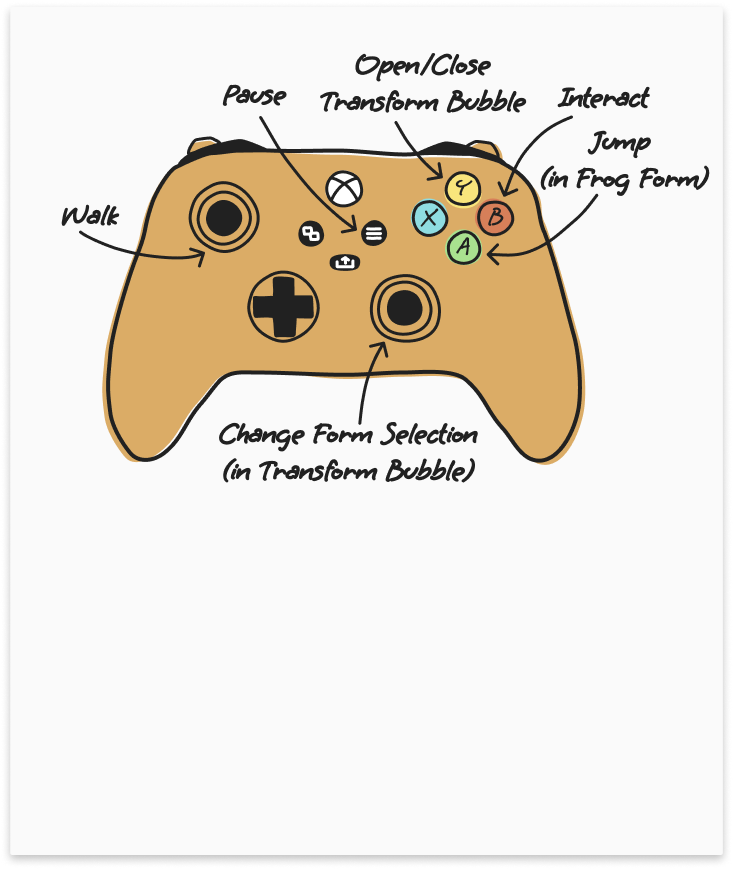 Open/Close
Transform Bubble
Pause
Interact
Jump
(in Frog Form)
Walk
Y
X
B
A
Change Form Selection
(in Transform Bubble)